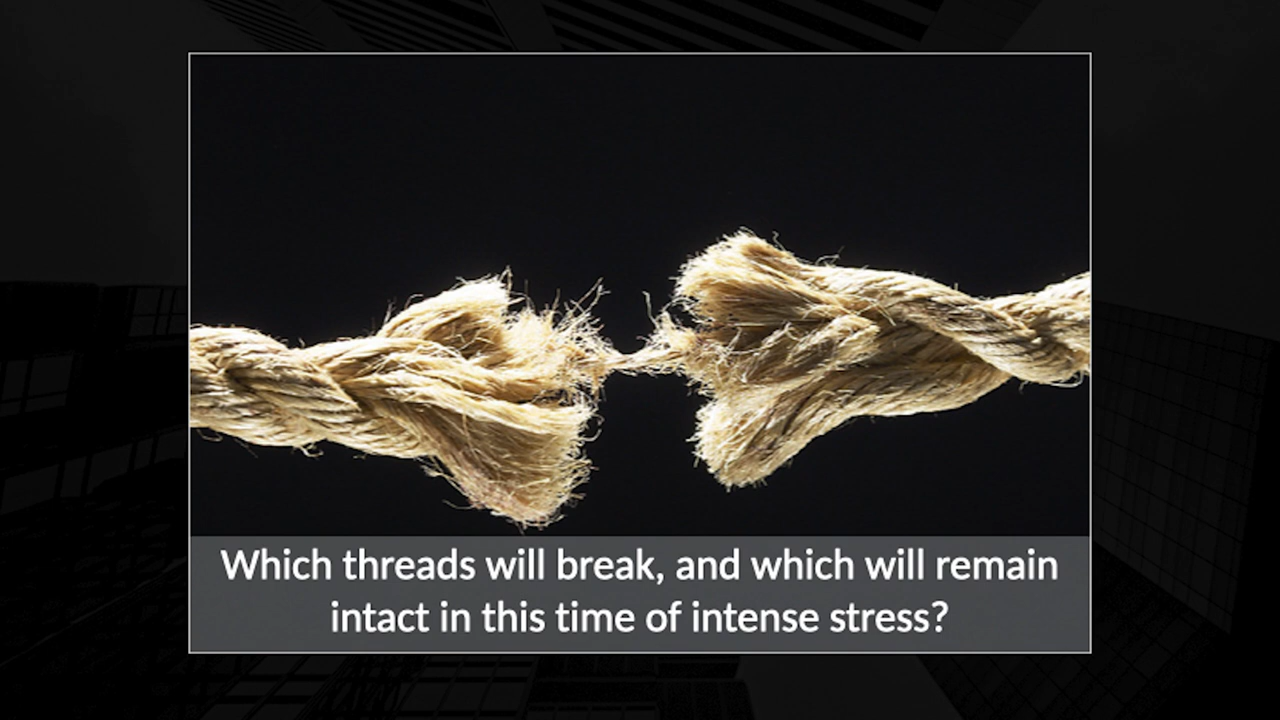 Which threads will break, and which will remain
intact in this time of intense stress?